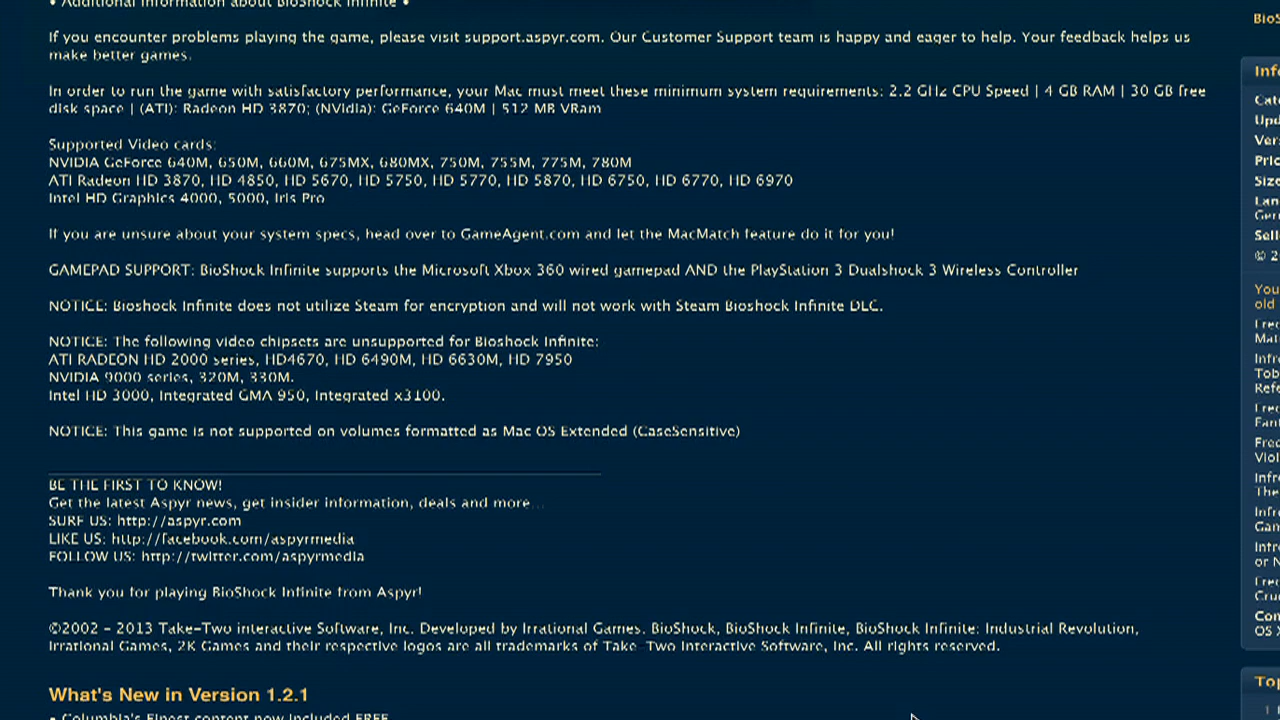 • Additional Information about BioShock Infinite •
If you encounter problems playing the game, please visit support.aspyr.com. Our Customer Support team is happy and eager to help. Your feedback helps us
make better games.
In order to run the game with satisfactory performance, your Mac must meet these minimum system requirements: 2.2 GHz CPU Speed | 4 GB RAM | 30 GB free
disk space | (ATI): Radeon HD 3870; (NVidia): GeForce 640M | 512 MB VRam
Supported Video cards:
NVIDIA GeForce 640M, 650M, 660M, 675MX, 680MX, 750M, 755M, 775M, 780M
ATI Radeon HD 3870, HD 4850, HD 5670, HD 5750, HD 5770, HD 5870, HD 6750, HD 6770, HD 6970
Intel HD Graphics 4000, 5000, Iris Pro
If you are unsure about your system specs, head over to GameAgent.com and let the MacMatch feature do it for you!
GAMEPAD SUPPORT: BioShock Infinite supports the Microsoft Xbox 360 wired gamepad AND the PlayStation 3 Dualshock 3 Wireless Controller
NOTICE: Bioshock Infinite does not utilize Steam for encryption and will not work with Steam Bioshock Infinite DLC.
NOTICE: The following video chipsets are unsupported for Bioshock Infinite:
ATI RADEON HD 2000 series, HD4670, HD 6490M, HD 6630M, HD 7950
NVIDIA 9000 series, 320M, 330M.
Intel HD 3000, Integrated GMA 950, Integrated x3100.
NOTICE: This game is not supported on volumes formatted as Mac OS Extended (CaseSensitive)
BE THE FIRST TO KNOW!
Get the latest Aspyr news, get insider information, deals and more...
SURF US: http://aspyr.com
LIKE US: http://facebook.com/aspyrmedia
FOLLOW US: http://twitter.com/aspyrmedia
Thank you for playing BioShock Infinite from Aspyr!
©2002 – 2013 Take-Two interactive Software, Inc. Developed by Irrational Games. BioShock, BioShock Infinite, BioShock Infinite: Industrial Revolution,
Irrational Games, 2K Games and their respective logos are all trademarks of Take-Two Interactive Software, Inc. All rights reserved.
What's New in Version 1.2.1
• Columbia's Finest content now included FREE